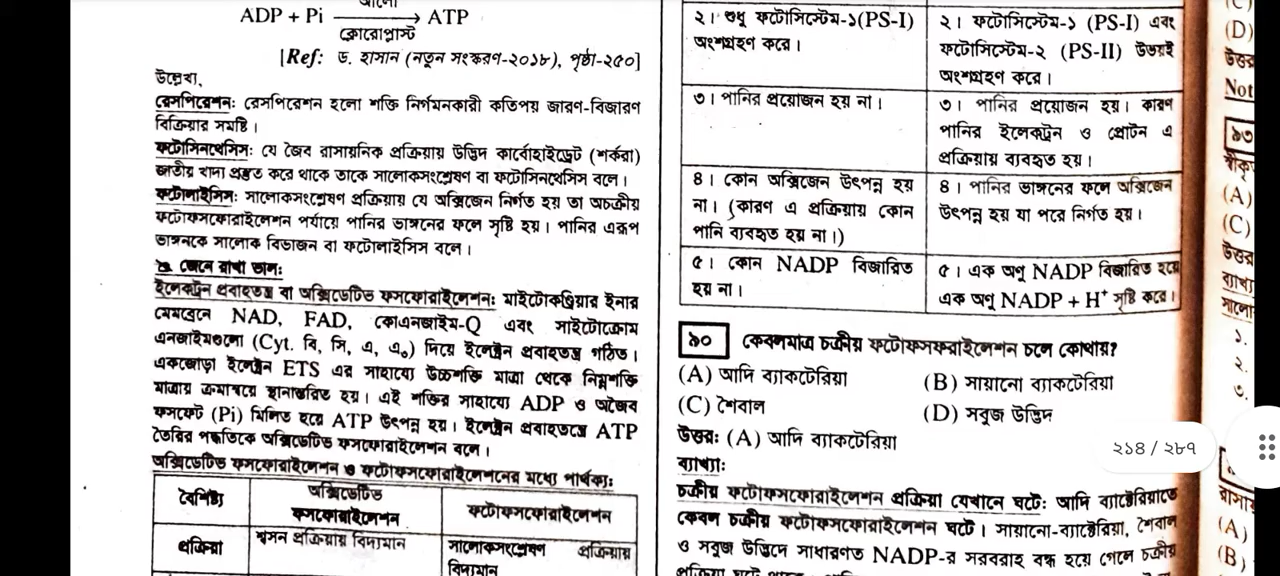 আলো
ADP + Pi ⟶ ATP
ক্লোরোপ্লাস্ট
[Ref: ড. হাসান (নতুন সংস্করণ-২০১৮), পৃষ্ঠা-২৫০]
উল্লেখ্য,
রেসপিরেশন: রেসপিরেশন হলো শক্তি নির্গমনকারী কতিপয় জারণ-বিজারণ
বিক্রিয়ার সমষ্টি।
ফটোসিনথেসিস: যে জৈব রাসায়নিক প্রক্রিয়ায় উদ্ভিদ কার্বোহাইড্রেট (শর্করা)
জাতীয় খাদ্য প্রস্তুত করে থাকে তাকে সালোকসংশ্লেষণ বা ফটোসিনথেসিস বলে।
ফটোলাইসিস: সালোকসংশ্লেষণ প্রক্রিয়ায় যে অক্সিজেন নির্গত হয় তা অচক্রীয়
ফটোফসফোরাইলেশন পর্যায়ে পানির ভাঙ্গনের ফলে সৃষ্টি হয়। পানির এরূপ
ভাঙ্গনকে সালোক বিভাজন বা ফটোলাইসিস বলে।
জেনে রাখা ভাল:
ইলেকট্রন প্রবাহতন্ত্র বা অক্সিডেটিভ ফসফোরাইলেশন: মাইটোকন্ড্রিয়ার ইনার
মেমব্রেনে NAD, FAD, কোএনজাইম-Q এবং সাইটোক্রোম
এনজাইমগুলো (Cyt. বি, সি, এ, এ₃) দিয়ে ইলেক্ট্রন প্রবাহতন্ত্র গঠিত।
একজোড়া ইলেক্ট্রন ETS এর সাহায্যে উচ্চশক্তি মাত্রা থেকে নিম্নশক্তি
মাত্রায় ক্রমান্বয়ে স্থানান্তরিত হয়। এই শক্তির সাহায্যে ADP ও অজৈব
ফসফেট (Pi) মিলিত হয়ে ATP উৎপন্ন হয়। ইলেক্ট্রন প্রবাহতন্ত্রে ATP
তৈরির পদ্ধতিকে অক্সিডেটিভ ফসফোরাইলেশন বলে।
অক্সিডেটিভ ফসফোরাইলেশন ও ফটোফসফোরাইলেশনের মধ্যে পার্থক্য:
বৈশিষ্ট্য
অক্সিডেটিভ
ফসফোরাইলেশন
ফটোফসফোরাইলেশন
প্রক্রিয়া
শ্বসন প্রক্রিয়ায় বিদ্যমান
সালোকসংশ্লেষণ প্রক্রিয়ায়
বিদ্যমান
২। শুধু ফটোসিস্টেম-১(PS-I)
অংশগ্রহণ করে।
২। ফটোসিস্টেম-১ (PS-I) এবং
ফটোসিস্টেম-২ (PS-II) উভয়ই
অংশগ্রহণ করে।
৩। পানির প্রয়োজন হয় না।
৩। পানির প্রয়োজন হয়। কারণ
পানির ইলেকট্রন ও প্রোটন এ
প্রক্রিয়ায় ব্যবহৃত হয়।
৪। কোন অক্সিজেন উৎপন্ন হয়
না। (কারণ এ প্রক্রিয়ায় কোন
পানি ব্যবহৃত হয় না।)
৪। পানির ভাঙ্গনের ফলে অক্সিজেন
উৎপন্ন হয় যা পরে নির্গত হয়।
৫। কোন NADP বিজারিত
হয় না।
৫। এক অণু NADP বিজারিত হয়ে
এক অণু NADP + H⁺ সৃষ্টি করে।
১০ কেবলমাত্র চক্রীয় ফটোফসফরাইলেশন চলে কোথায়?
(A) আদি ব্যাকটেরিয়া
(B) সায়ানো ব্যাকটেরিয়া
(C) শৈবাল
(D) সবুজ উদ্ভিদ
উত্তর: (A) আদি ব্যাকটেরিয়া
ব্যাখ্যা:
চক্রীয় ফটোফসফোরাইলেশন প্রক্রিয়া যেখানে ঘটে: আদি ব্যাক্টেরিয়াতে
কেবল চক্রীয় ফটোফসফোরাইলেশন ঘটে। সায়ানো-ব্যাক্টেরিয়া, শৈবাল
ও সবুজ উদ্ভিদে সাধারণত NADP-র সরবরাহ বন্ধ হয়ে গেলে চক্রীয়
২১৪ / ২৮৭
(D)
উত্তর
Not
১৩
(A)
(C)
উত্তর
ব্যাখ্যা
১.
২.
৩.
(A)
(B)